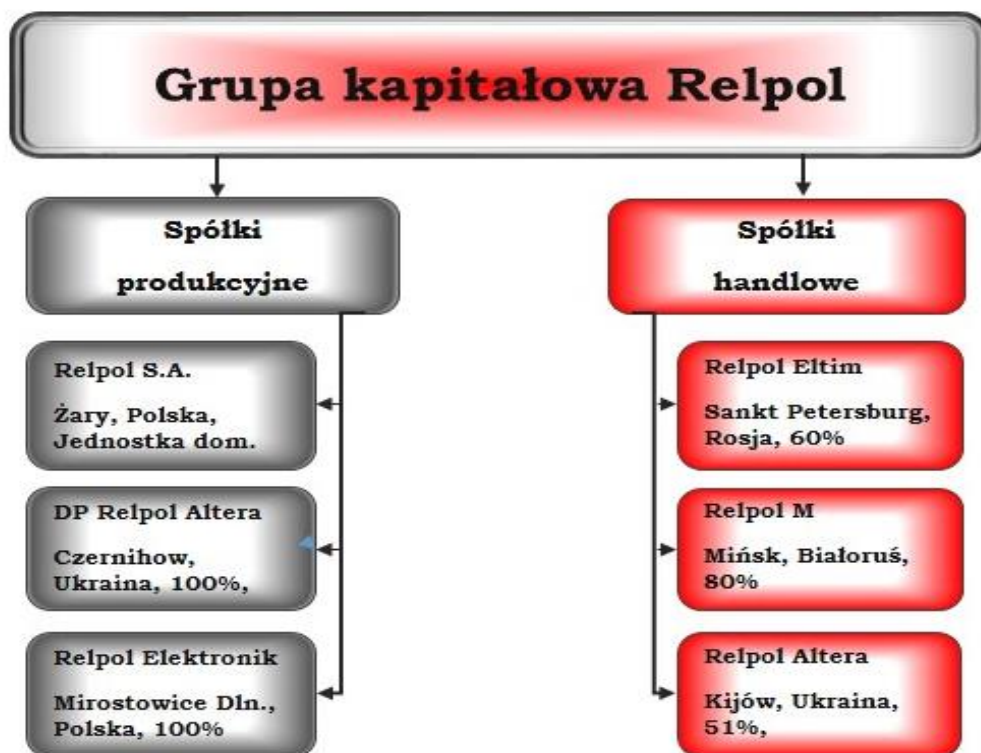 Grupa kapitałowa Relpol
Spółki
produkcyjne
Relpol S.A.
Żary, Polska,
Jednostka dom.
DP Relpol Altera
Czernihow,
Ukraina, 100%,
Relpol Elektronik
Mirostowice Dln.,
Polska, 100%
Spółki
handlowe
Relpol Eltim
Sankt Petersburg,
Rosja, 60%
Relpol M
Mińsk, Białoruś,
80%
Relpol Altera
Kijów, Ukraina,
51%,